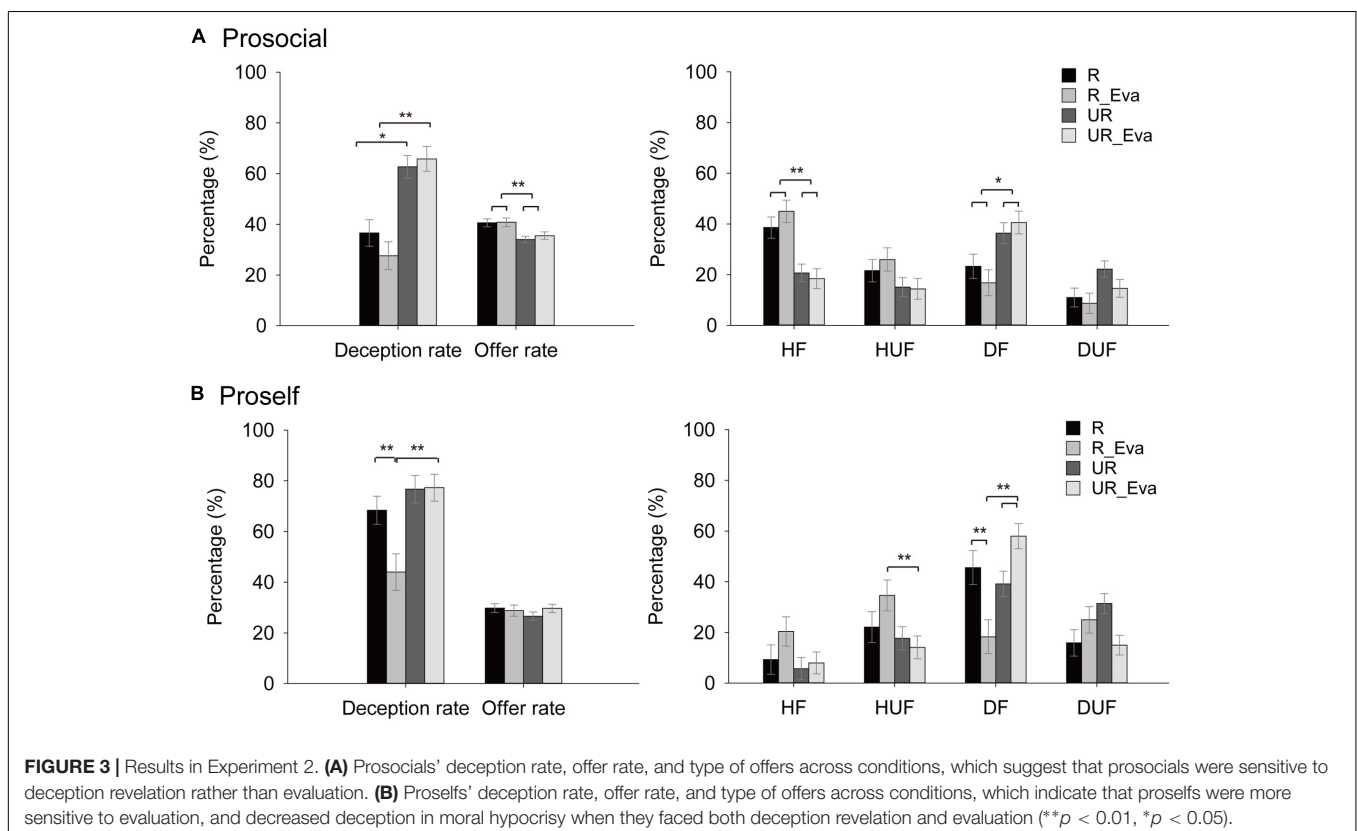 A Prosocial
100
80
60
40
20
0
Percentage (%)
**
*
**
Deception rate Offer rate
100
80
60
40
20
0
Percentage (%)
**
*
HF HUF DF DUF
R
R_Eva
UR
UR_Eva
B Proself
100
80
60
40
20
0
Percentage (%)
** **
Deception rate Offer rate
100
80
60
40
20
0
Percentage (%)
**
**
**
HF HUF DF DUF
R
R_Eva
UR
UR_Eva
FIGURE 3 | Results in Experiment 2. (A) Prosocials’ deception rate, offer rate, and type of offers across conditions, which suggest that prosocials were sensitive to
deception revelation rather than evaluation. (B) Proselfs’ deception rate, offer rate, and type of offers across conditions, which indicate that proselfs were more
sensitive to evaluation, and decreased deception in moral hypocrisy when they faced both deception revelation and evaluation (**p < 0.01, *p < 0.05).